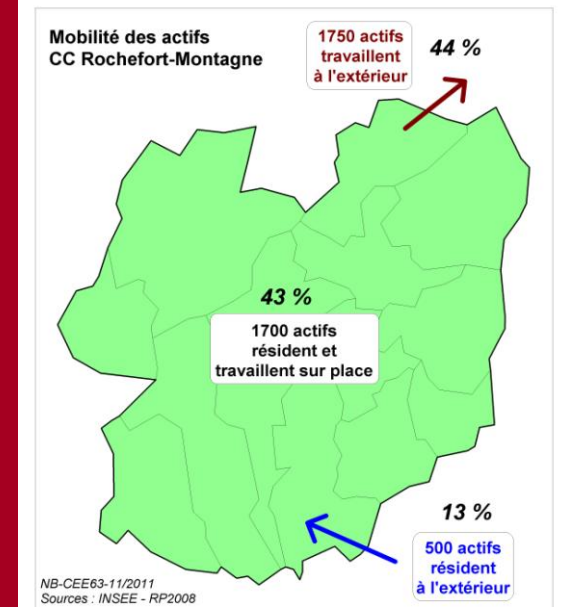 Mobilité des actifs
CC Rochefort-Montagne
1750 actifs
travaillent
à l'extérieur
44 %
43 %
1700 actifs
résident et
travaillent sur place
13 %
500 actifs
résident
à l'extérieur
NB-CEE63-11/2011
Sources : INSEE - RP2008